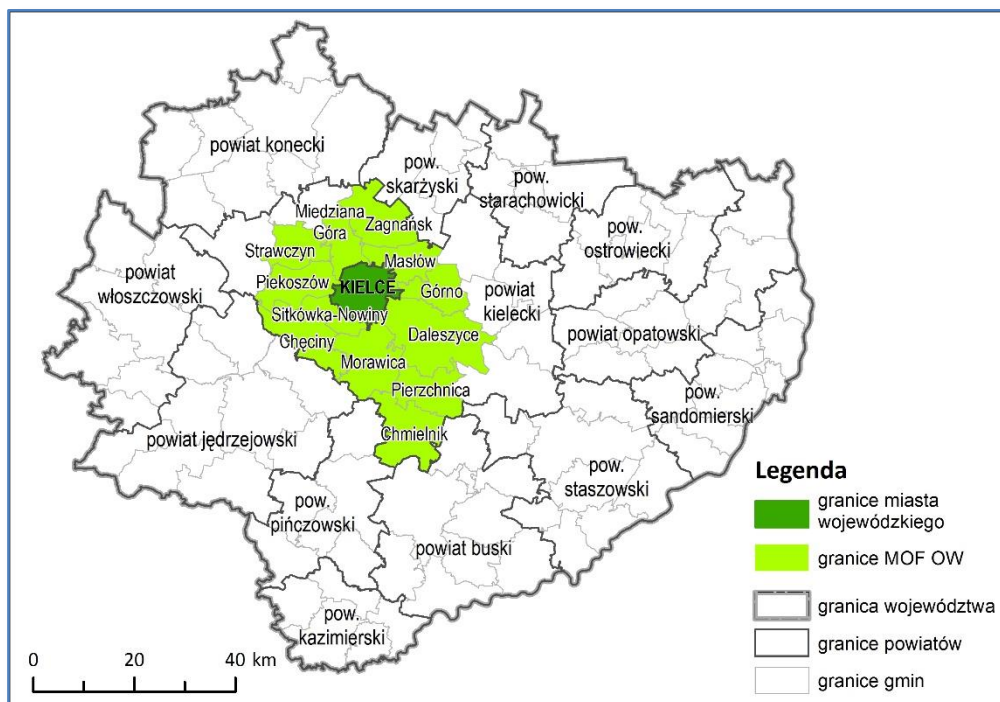 powiat konecki
pow.
skarżyski
pow.
starachowicki
pow.
ostrowiecki
Miedziana
Góra
Zagnańsk
Strawczyn
Masłów
powiat
włoszczowski
Piekoszów
KIELCE
Górno
powiat
kielecki
Sitkówka-Nowiny
Daleszyce
powiat opatowski
Chęciny
Morawica
Pierzchnica
pow.
sandomierski
powiat jędrzejowski
Chmielnik
pow.
staszowski
pow.
pińczowski
powiat buski
pow.
kazimierski
Legenda
granice miasta
wojewódzkiego
granice MOF OW
granica województwa
granice powiatów
granice gmin
0 20 40 km